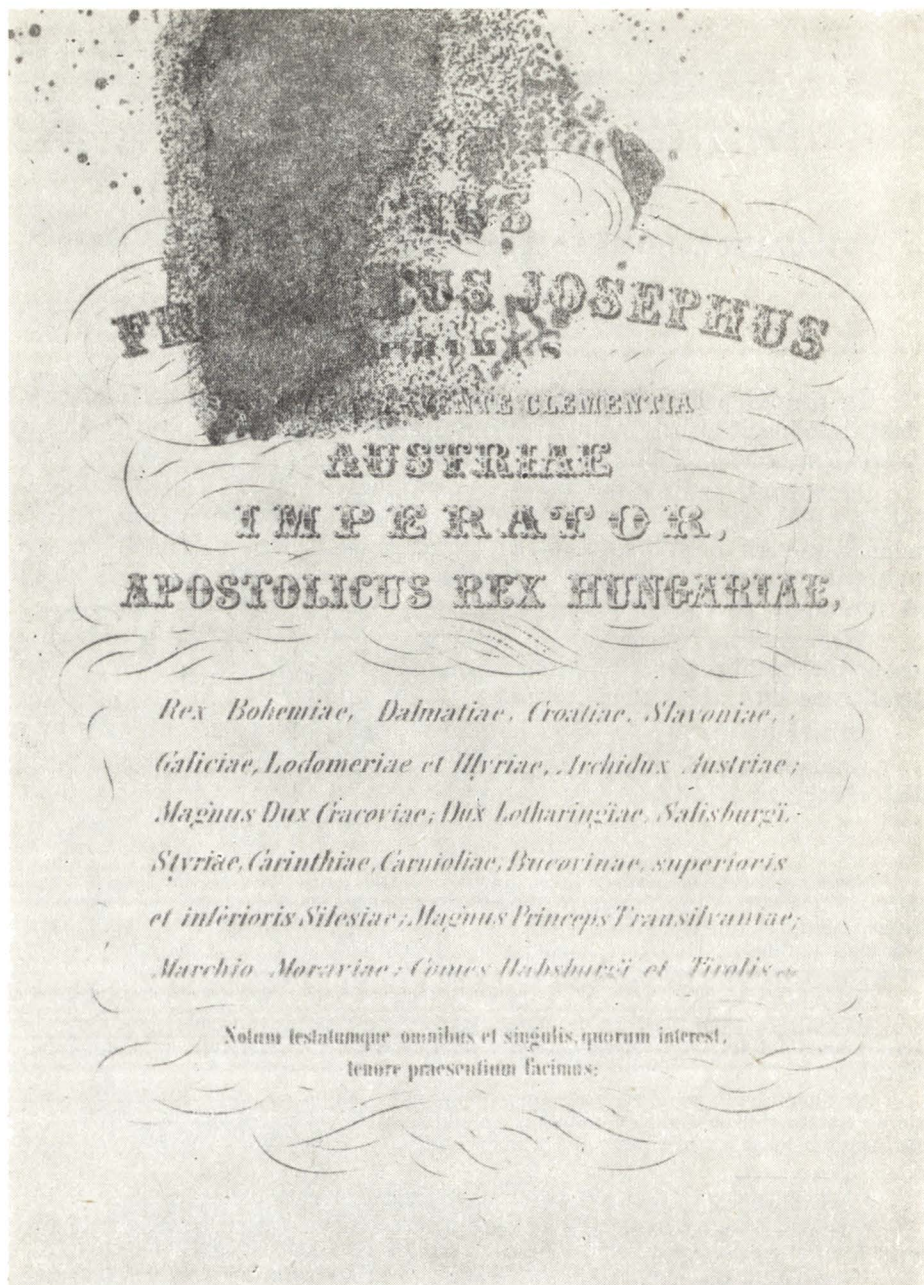 JOSEPHUS
CLEMENTIA
AUSTRIAE
IMPERATOR,
APOSTOLICUS REX HUNGARIAE,
Rex Bohemiae, Dalmatiae, Croatiae, Slavoniae,
Galiciae, Lodomeriae et Illyriae, Archidux Austriae;
Magnus Dux Cracoviae; Dux Lotharingiae, Salisburgi,
Styriae, Carinthiae, Carnioliae, Bucovinae, superioris
et inferioris Silesiae; Magnus Princeps Transilvaniae;
Marchio Moraviae; Comes Habsburgi et Tirolis etc
Notum testatumque omnibus et singulis, quorum interest,
tenore praesentium facimus: